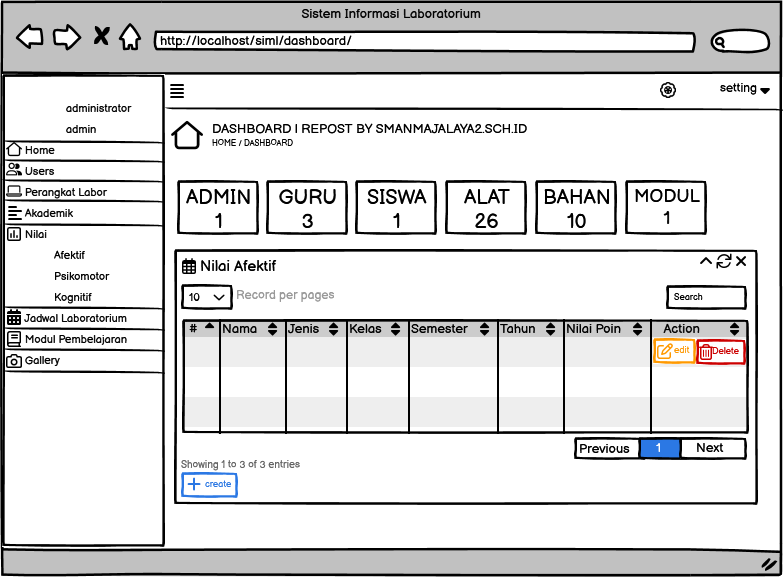 Sistem Informasi Laboratorium
http://localhost/siml/dashboard/
setting
administrator
admin
Home
Users
Perangkat Labor
Akademik
Nilai
Afektif
Psikomotor
Kognitif
Jadwal Laboratorium
Modul Pembelajaran
Gallery
DASHBOARD | REPOST BY SMANMAJALAYA2.SCH.ID
HOME / DASHBOARD
ADMIN
1
GURU
3
SISWA
1
ALAT
26
BAHAN
10
MODUL
1
Nilai Afektif
10 Record per pages
Search
# Nama Jenis Kelas Semester Tahun Nilai Poin Action
edit Delete
Previous 1 Next
Showing 1 to 3 of 3 entries
create